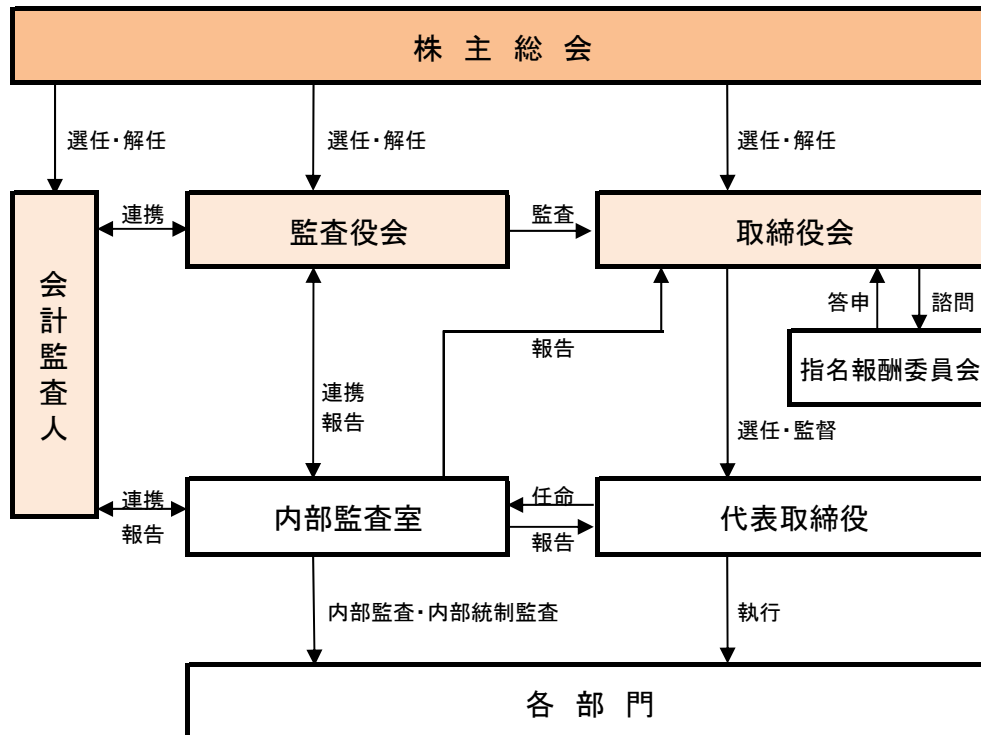 株主総会
選任・解任
選任・解任
選任・解任
会計監査人
連携
監査役会
監査
取締役会
答申
諮問
指名報酬委員会
報告
連携
報告
選任・監督
連携
報告
内部監査室
任命
報告
代表取締役
内部監査・内部統制監査
執行
各部門